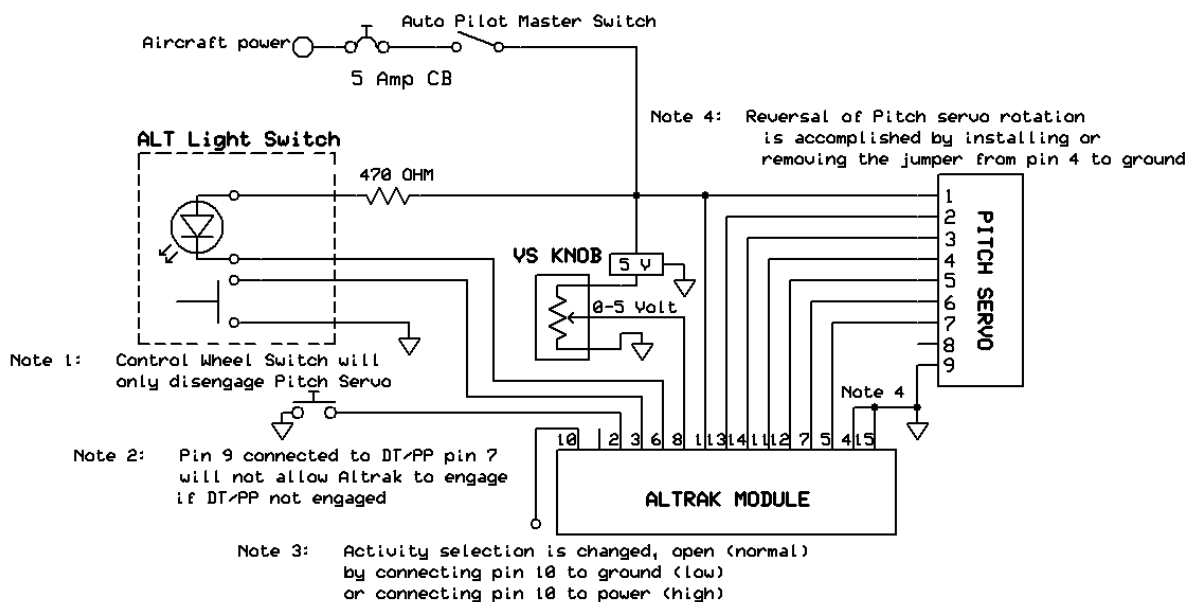 Auto Pilot Master Switch
Aircraft power
5 Amp CB
Note 4: Reversal of Pitch servo rotation
is accomplished by installing or
removing the jumper from pin 4 to ground
ALT Light Switch
470 OHM
1
2
3
4
5
6
7
8
9
PITCH SERVO
VS KNOB
5 V
0-5 Volt
Note 1: Control Wheel Switch will
only disengage Pitch Servo
Note 4
10 2 3 6 8 1 13 14 11 12 7 5 4 15
ALTRAK MODULE
Note 2: Pin 9 connected to DT/PP pin 7
will not allow Altrak to engage
if DT/PP not engaged
Note 3: Activity selection is changed, open (normal)
by connecting pin 10 to ground (low)
or connecting pin 10 to power (high)